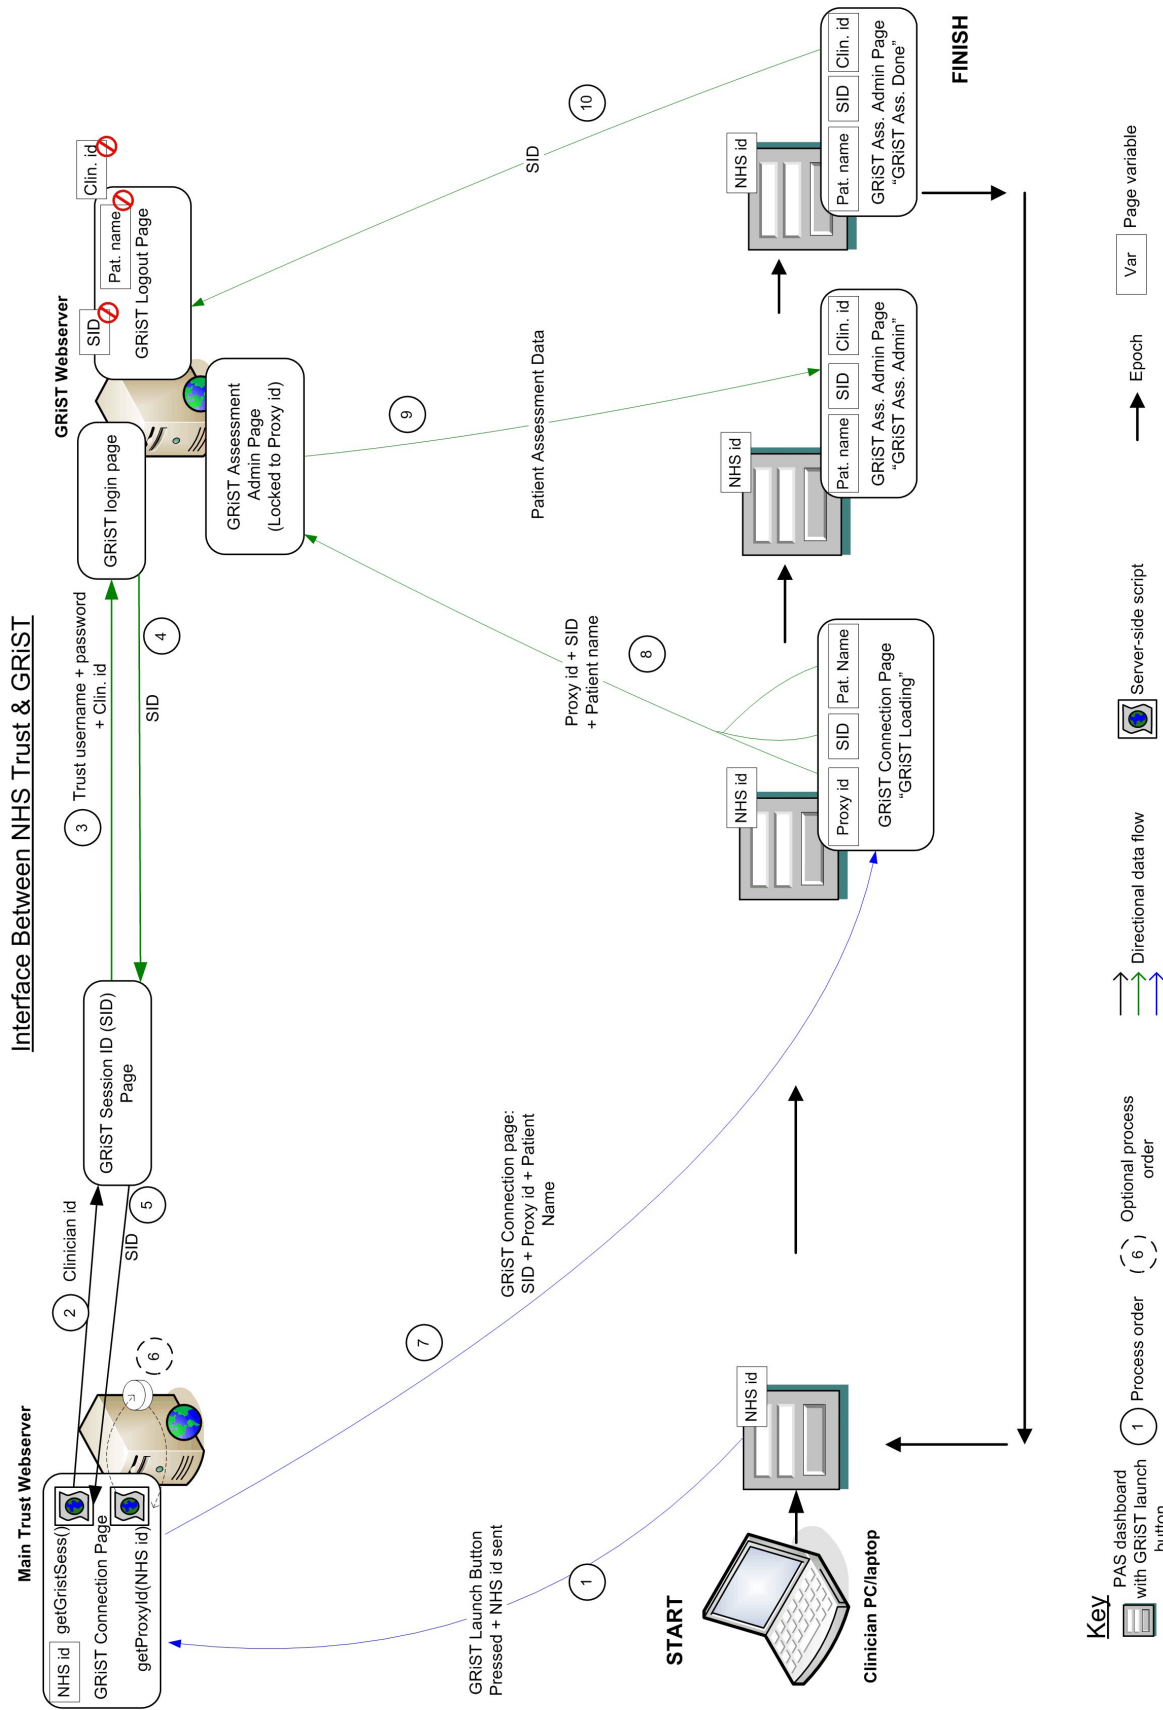 Interface Between NHS Trust & GRiST
Main Trust Webserver
NHS id
getGristSess()
GRiST Connection Page
getProxyId(NHS id)
6
2
Clinician id
5
SID
GRiST Session ID (SID)
Page
3
Trust username + password
+ Clin. id
4
SID
GRiST Webserver
GRiST login page
GRiST Assessment
Admin Page
(Locked to Proxy id)
SID
Pat. name
Clin. id
GRiST Logout Page
1
GRiST Launch Button
Pressed + NHS id sent
7
GRiST Connection page:
SID + Proxy id + Patient
Name
8
Proxy id + SID
+ Patient name
9
Patient Assessment Data
10
SID
START
Clinician PC/laptop
NHS id
NHS id
Proxy id
SID
Pat. Name
GRiST Connection Page
“GRiST Loading”
NHS id
Pat. name
SID
Clin. id
GRiST Ass. Admin Page
“GRiST Ass. Admin”
NHS id
Pat. name
SID
Clin. id
GRiST Ass. Admin Page
“GRiST Ass. Done”
FINISH
Key
PAS dashboard
with GRiST launch
button
1
Process order
6
Optional process
order
Directional data flow
Server-side script
Epoch
Var
Page variable